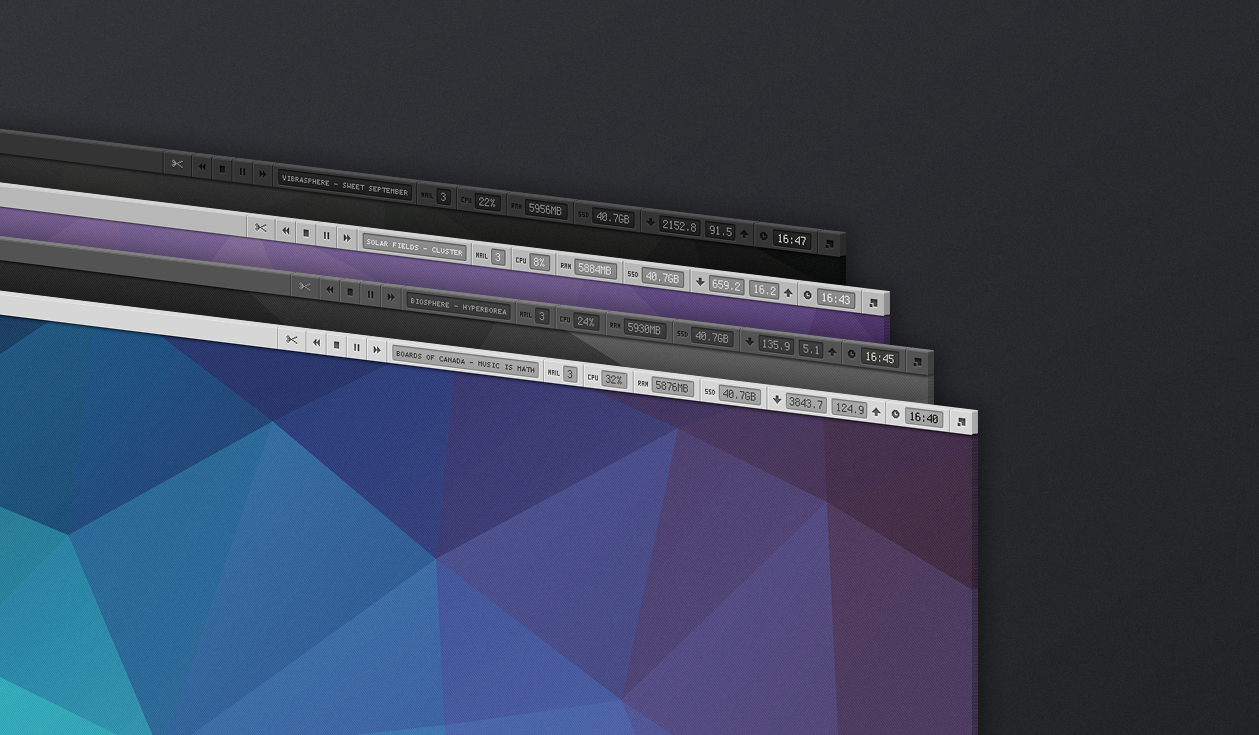 VIBRASPHERE - SWEET SEPTEMBER MAIL 3 CPU 22% RAM 5956MB SSD 40.7GB 2152.8 91.5 16:47
SOLAR FIELDS - CLUSTER MAIL 3 CPU 8% RAM 5884MB SSD 40.7GB 659.2 16.2 16:43
BIOSPHERE - HYPERBOREA MAIL 3 CPU 24% RAM 5930MB SSD 40.7GB 135.9 5.1 16:45
BOARDS OF CANADA - MUSIC IS MATH MAIL 3 CPU 32% RAM 5876MB SSD 40.7GB 3843.7 124.9 16:40